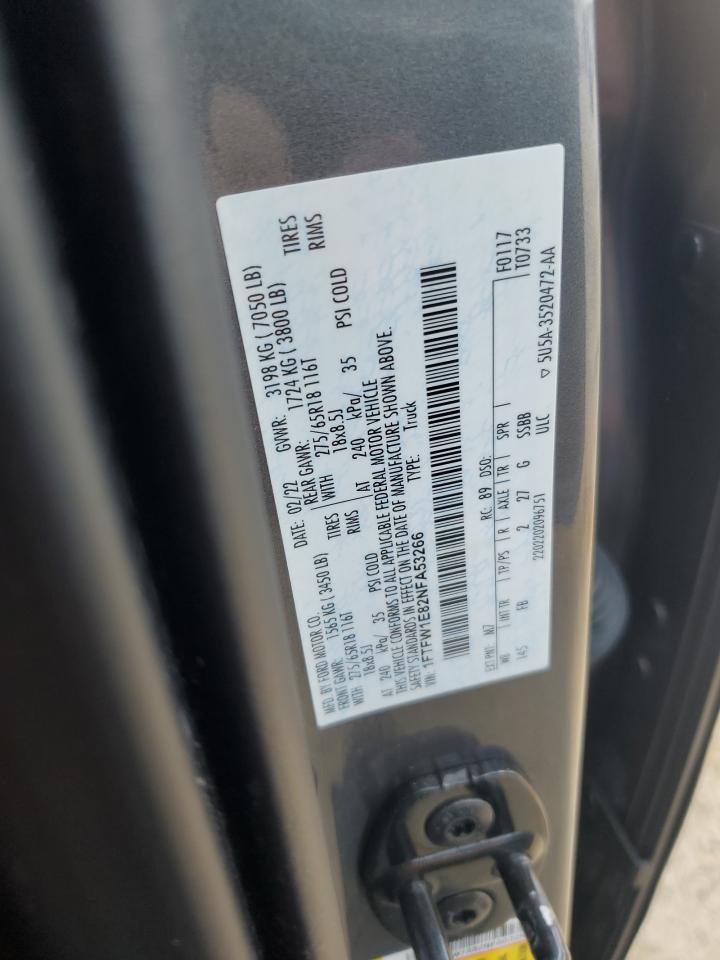 MFD. BY FORD MOTOR CO. DATE: 02/22 GVWR: 3198 KG ( 7050 LB)
FRONT GAWR: 1565 KG ( 3450 LB) REAR GAWR: 1724 KG ( 3800 LB)
WITH 275/65R18 116T TIRES WITH 275/65R18 116T TIRES
18x8.5J RIMS 18x8.5J RIMS
AT 240 kPa/ 35 PSI COLD AT 240 kPa/ 35 PSI COLD
THIS VEHICLE CONFORMS TO ALL APPLICABLE FEDERAL MOTOR VEHICLE
SAFETY STANDARDS IN EFFECT ON THE DATE OF MANUFACTURE SHOWN ABOVE.
VIN: 1FTFW1E82NFA53266 TYPE: Truck
EXT PNT: M7 RC: 89 DSO: F0117
WB INT TR TP/PS R AXLE TR SPR T0733
145 FB 2 27 G SSBB
2202202096751 ULC ▽ 5U5A-3520472-AA